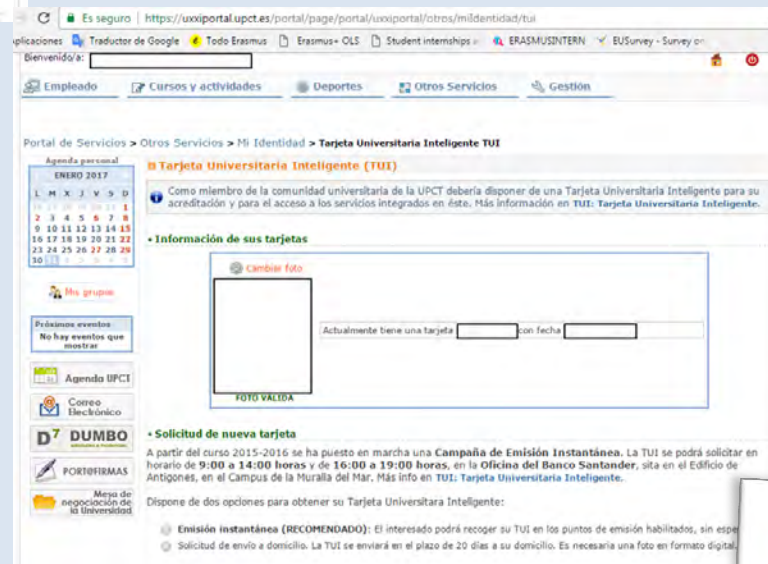 Es seguro | https://uxxiportal.upct.es/portal/page/portal/uxxiportal/otros/miIdentidad/tui
plicaciones Traductor de Google Todo Erasmus Erasmus+ OLS Student internships ERASMUSINTERN EUSurvey - Survey
Bienvenido/a:
Empleado Cursos y actividades Deportes Otros Servicios Gestión
Portal de Servicios > Otros Servicios > Mi Identidad > Tarjeta Universitaria Inteligente TUI
Agenda personal
ENERO 2017
L M X J V S D
1
2 3 4 5 6 7 8
9 10 11 12 13 14 15
16 17 18 19 20 21 22
23 24 25 26 27 28 29
30 31
Mis grupos
Próximos eventos
No hay eventos que
mostrar
Agenda UPCT
Correo
Electrónico
D7 DUMBO
PORTØFIRMAS
Mesa de
negociación de
la Universidad
Tarjeta Universitaria Inteligente (TUI)
Como miembro de la comunidad universitaria de la UPCT debería disponer de una Tarjeta Universitaria Inteligente para su
acreditación y para el acceso a los servicios integrados en éste. Más información en TUI: Tarjeta Universitaria Inteligente.
• Información de sus tarjetas
Cambiar foto
Actualmente tiene una tarjeta con fecha
FOTO VÁLIDA
• Solicitud de nueva tarjeta
A partir del curso 2015-2016 se ha puesto en marcha una Campaña de Emisión Instantánea. La TUI se podrá solicitar en
horario de 9:00 a 14:00 horas y de 16:00 a 19:00 horas, en la Oficina del Banco Santander, sita en el Edificio de
Antigones, en el Campus de la Muralla del Mar. Más info en TUI: Tarjeta Universitaria Inteligente.
Dispone de dos opciones para obtener su Tarjeta Universitara Inteligente:
Emisión instantánea (RECOMENDADO): El interesado podrá recoger su TUI en los puntos de emisión habilitados, sin espe
Solicitud de envío a domicilio. La TUI se enviará en el plazo de 20 días a su domicilio. Es necesaria una foto en formato digital.